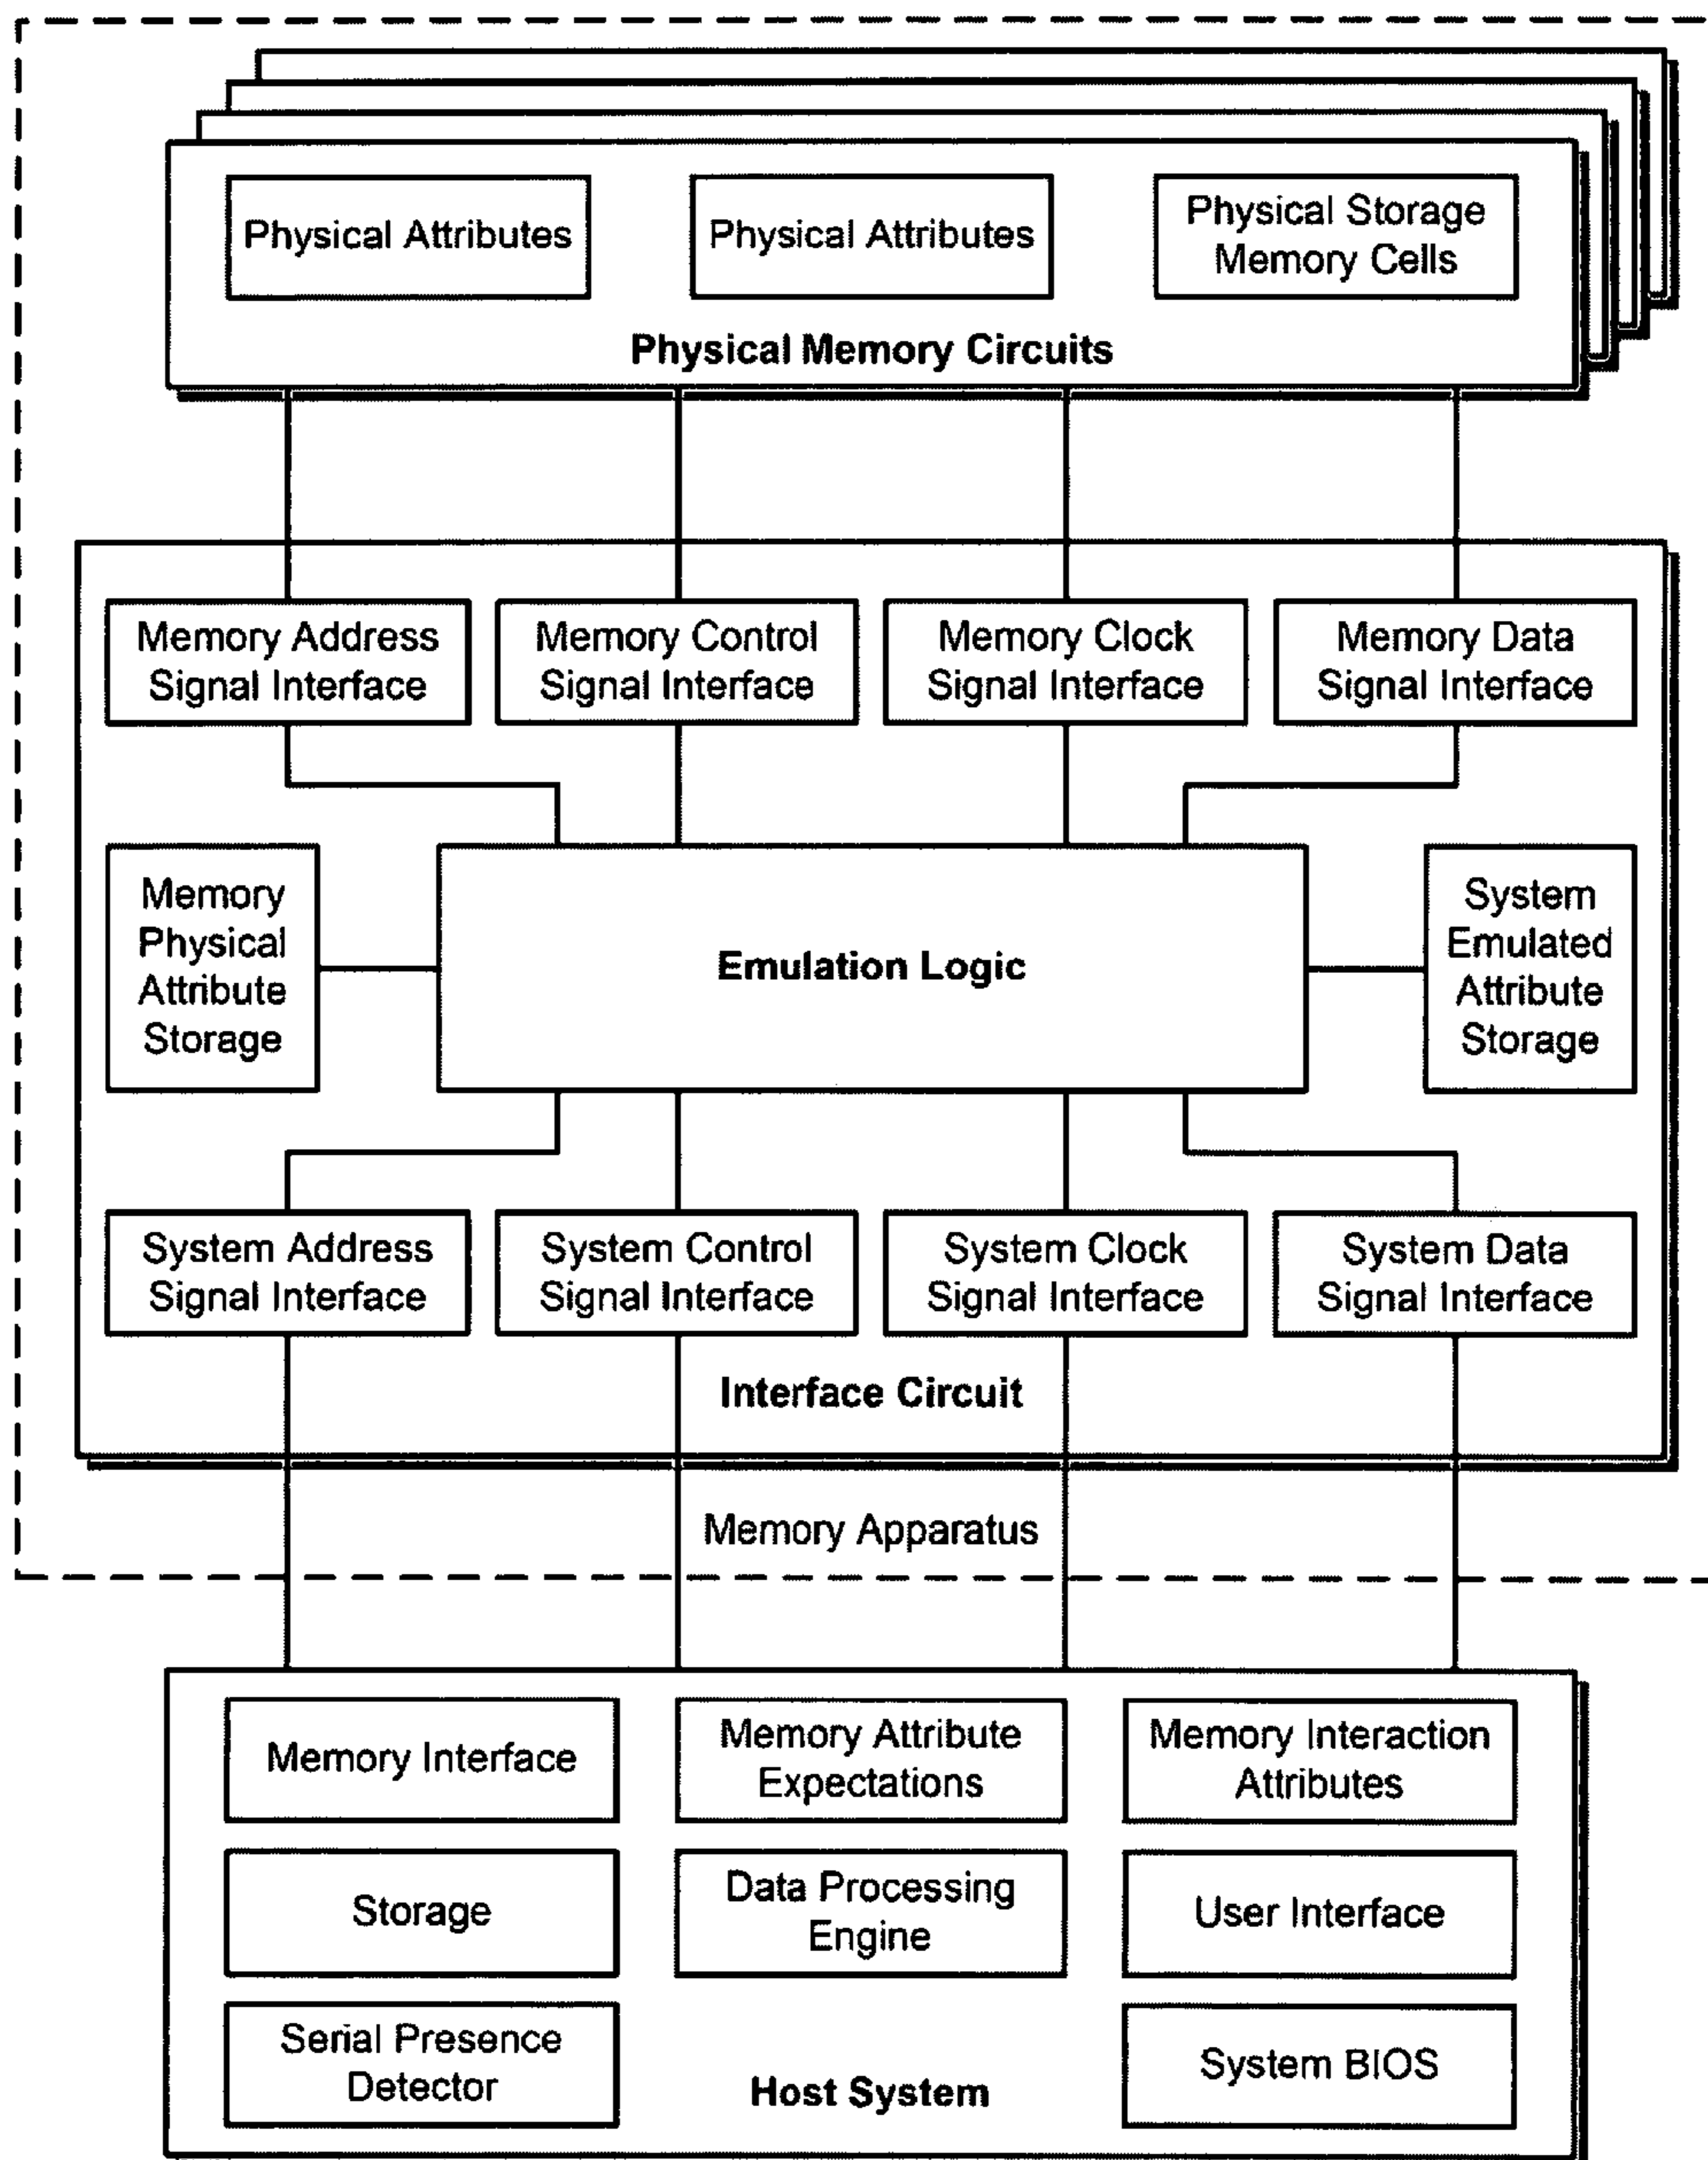 Physical Attributes
Physical Attributes
Physical Storage
Memory Cells
Physical Memory Circuits
Memory Address
Signal Interface
Memory Control
Signal Interface
Memory Clock
Signal Interface
Memory Data
Signal Interface
Memory
Physical
Attribute
Storage
Emulation Logic
System
Emulated
Attribute
Storage
System Address
Signal Interface
System Control
Signal Interface
System Clock
Signal Interface
System Data
Signal Interface
Interface Circuit
Memory Apparatus
Memory Interface
Memory Attribute
Expectations
Memory Interaction
Attributes
Storage
Data Processing
Engine
User Interface
Serial Presence
Detector
Host System
System BIOS